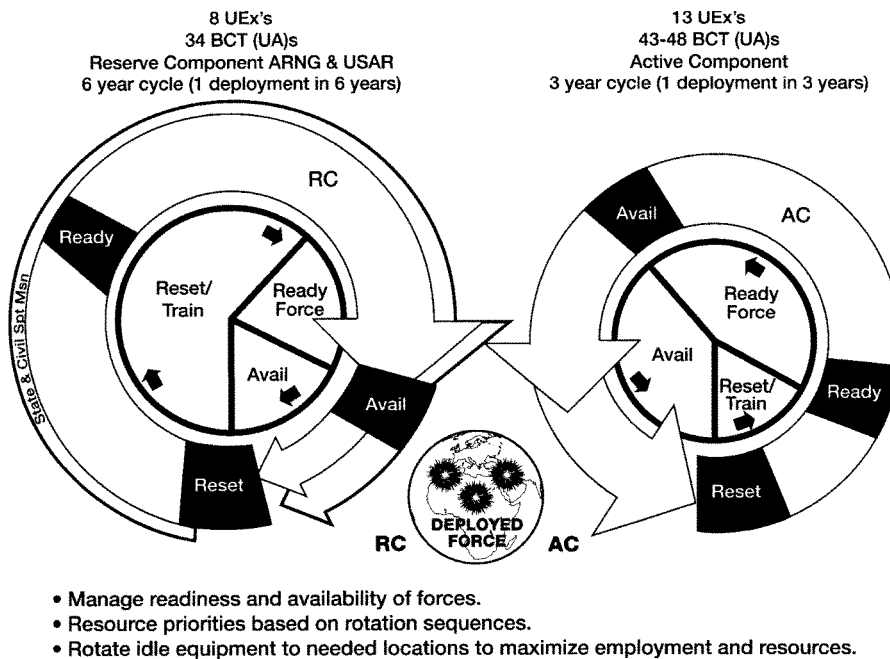 8 UEx's
34 BCT (UA)s
Reserve Component ARNG & USAR
6 year cycle (1 deployment in 6 years)
13 UEx's
43-48 BCT (UA)s
Active Component
3 year cycle (1 deployment in 3 years)
RC
Ready
Reset/
Train
Ready
Force
Avail
Avail
Reset
State & Civil Spt Msn
Avail
AC
Ready
Force
Avail
Reset/
Train
Ready
Reset
DEPLOYED
FORCE
RC
AC
• Manage readiness and availability of forces.
• Resource priorities based on rotation sequences.
• Rotate idle equipment to needed locations to maximize employment and resources.